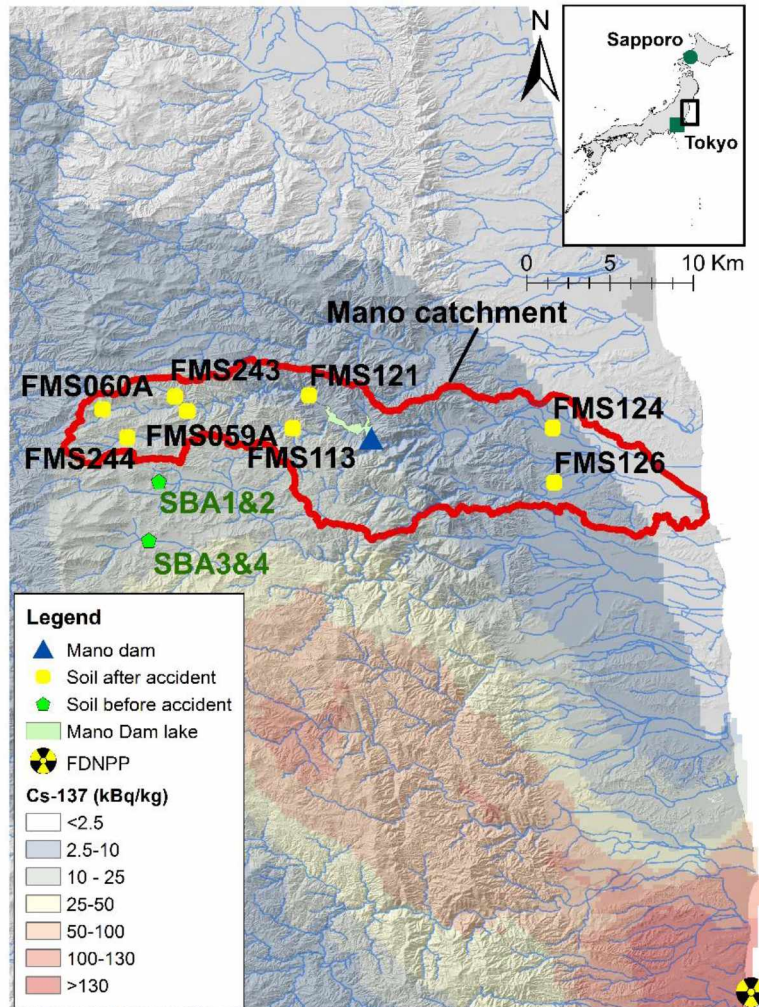 N
Sapporo
Tokyo
0 5 10 Km
Mano catchment
FMS243
FMS121
FMS060A
FMS124
FMS059A
FMS244
FMS113
FMS126
SBA1&2
SBA3&4
Legend
Mano dam
Soil after accident
Soil before accident
Mano Dam lake
FDNPP
Cs-137 (kBq/kg)
<2.5
2.5-10
10 - 25
25-50
50-100
100-130
>130